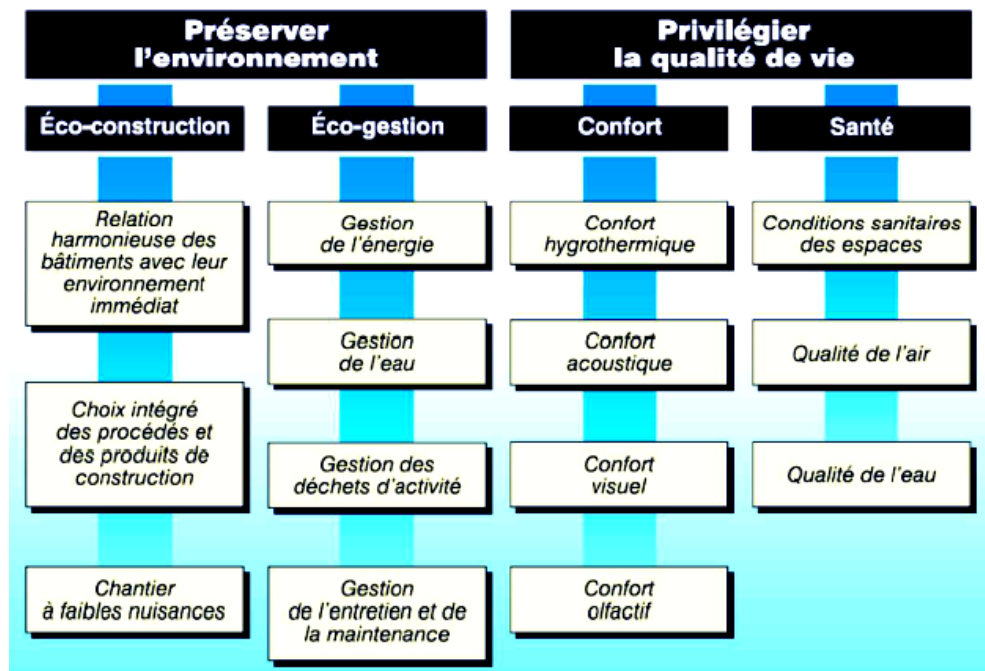 Préserver
l'environnement
Privilégier
la qualité de vie
Éco-construction
Éco-gestion
Confort
Santé
Relation
harmonieuse des
bâtiments avec leur
environnement
immédiat
Choix intégré
des procédés et
des produits de
construction
Chantier
à faibles nuisances
Gestion
de l'énergie
Gestion
de l'eau
Gestion des
déchets d'activité
Gestion
de l'entretien et de
la maintenance
Confort
hygrothermique
Confort
acoustique
Confort
visuel
Confort
olfactif
Conditions sanitaires
des espaces
Qualité de l'air
Qualité de l'eau